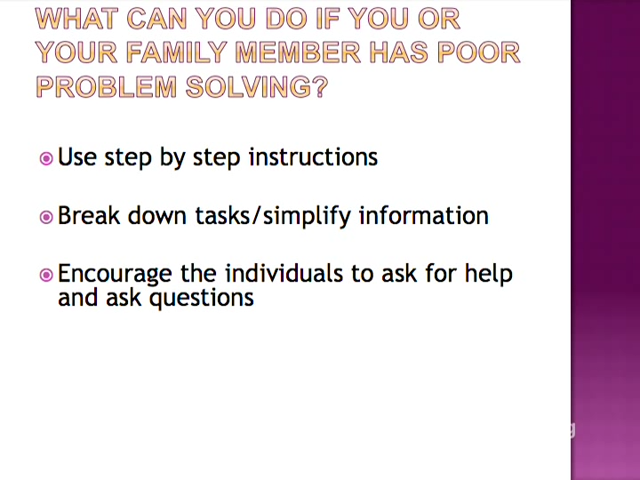 WHAT CAN YOU DO IF YOU OR
YOUR FAMILY MEMBER HAS POOR
PROBLEM SOLVING?
Use step by step instructions
Break down tasks/simplify information
Encourage the individuals to ask for help
and ask questions